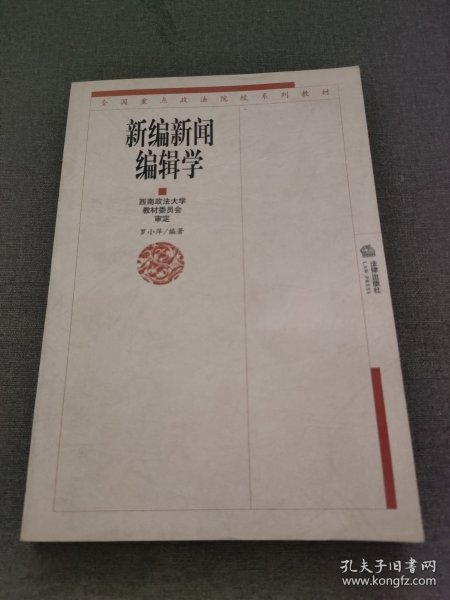 全国重点政法院校系列教材
新编新闻
编辑学
西南政法大学
教材委员会
审定
罗小萍/编著
法律出版社
LAW PRESS
孔夫子旧书网
www.kongfz.com